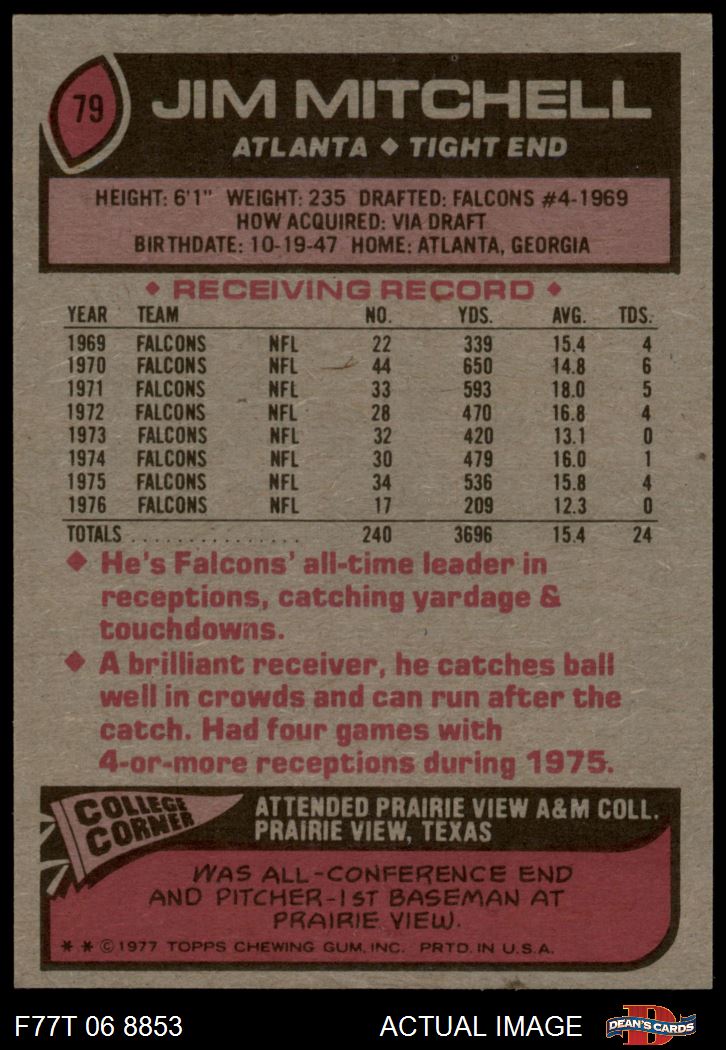 79
JIM MITCHELL
ATLANTA ◆ TIGHT END
HEIGHT: 6'1" WEIGHT: 235 DRAFTED: FALCONS #4-1969
HOW ACQUIRED: VIA DRAFT
BIRTHDATE: 10-19-47 HOME: ATLANTA, GEORGIA
◆ RECEIVING RECORD ◆
YEAR TEAM NO. YDS. AVG. TDS.
1969 FALCONS NFL 22 339 15.4 4
1970 FALCONS NFL 44 650 14.8 6
1971 FALCONS NFL 33 593 18.0 5
1972 FALCONS NFL 28 470 16.8 4
1973 FALCONS NFL 32 420 13.1 0
1974 FALCONS NFL 30 479 16.0 1
1975 FALCONS NFL 34 536 15.8 4
1976 FALCONS NFL 17 209 12.3 0
TOTALS ............... 240 3696 15.4 24
◆ He's Falcons' all-time leader in
receptions, catching yardage &
touchdowns.
◆ A brilliant receiver, he catches ball
well in crowds and can run after the
catch. Had four games with
4-or-more receptions during 1975.
COLLEGE
CORNER
ATTENDED PRAIRIE VIEW A&M COLL.
PRAIRIE VIEW, TEXAS
WAS ALL-CONFERENCE END
AND PITCHER-1ST BASEMAN AT
PRAIRIE VIEW.
** ©1977 TOPPS CHEWING GUM, INC. PRTD. IN U.S.A.
F77T 06 8853 ACTUAL IMAGE
D
DEAN'S CARDS